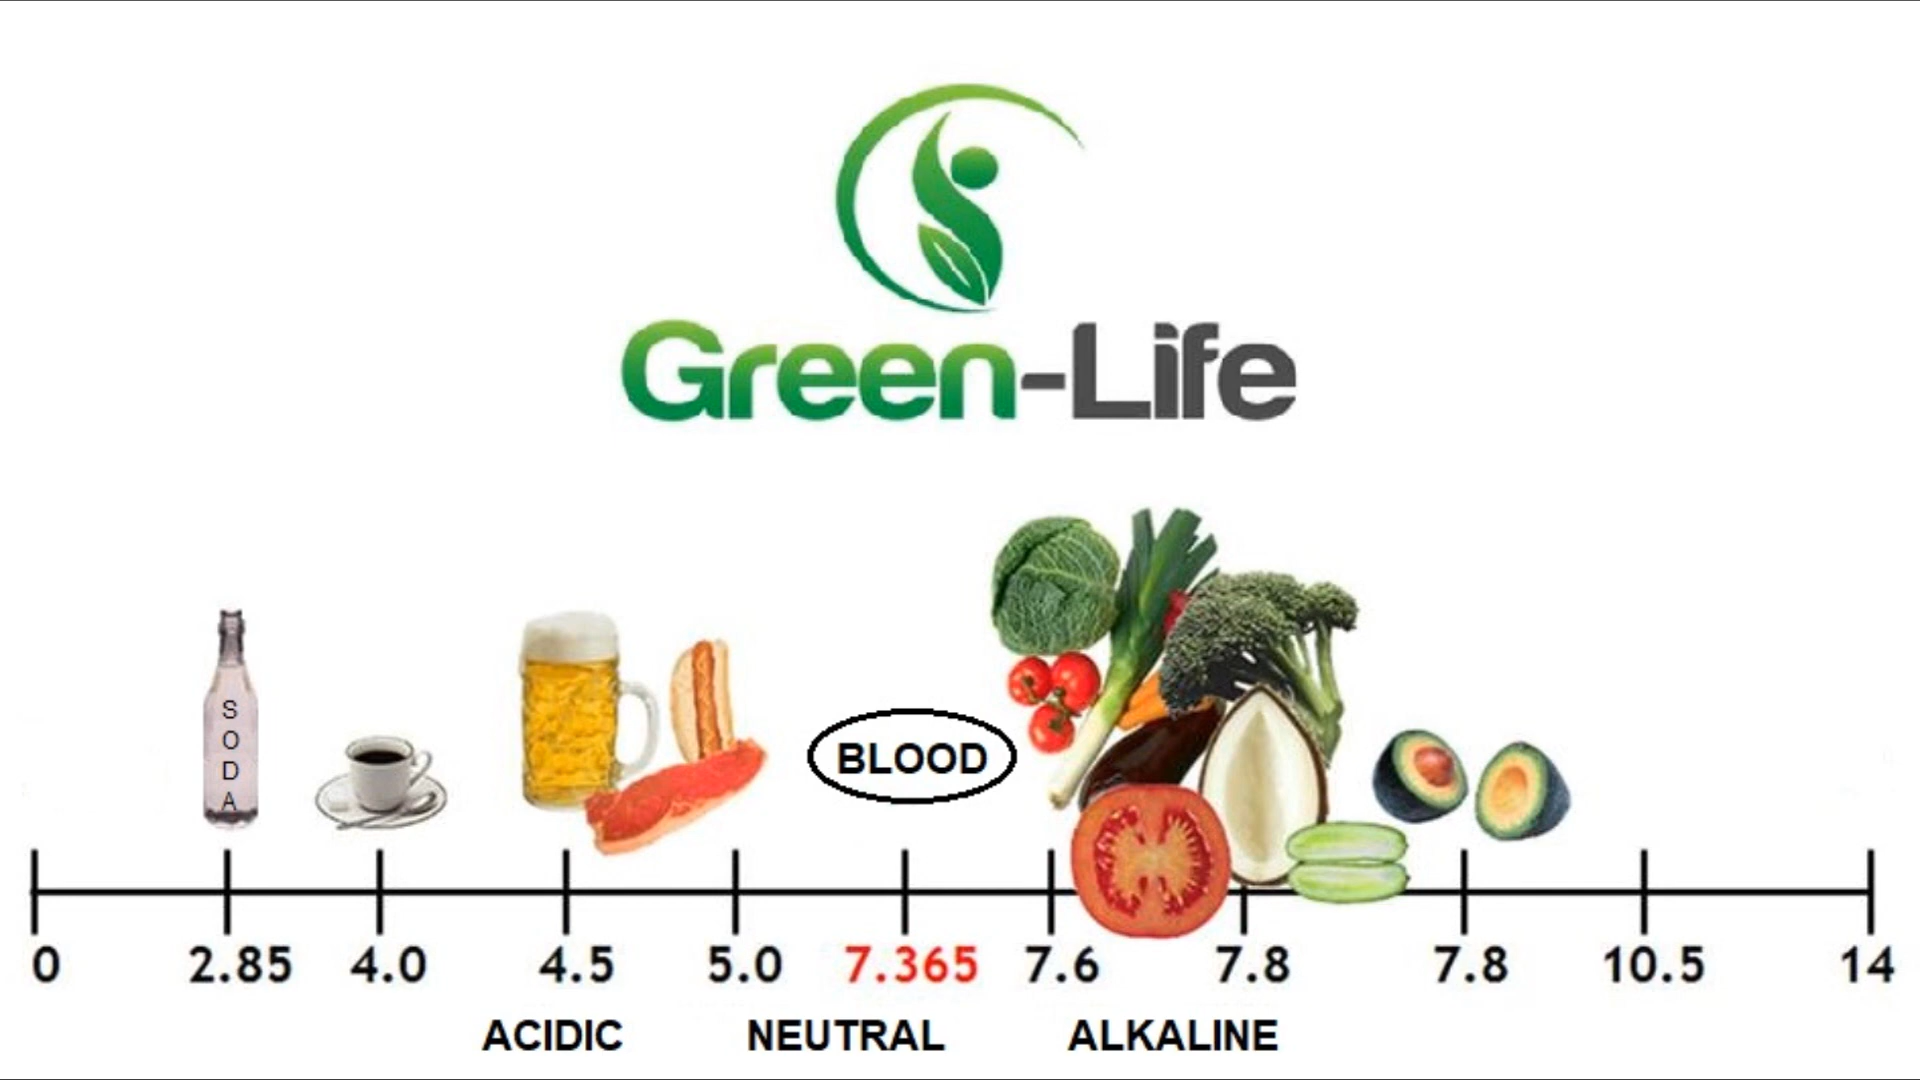 Green-Life
SODA
BLOOD
0 2.85 4.0 4.5 5.0 7.365 7.6 7.8 7.8 10.5 14
ACIDIC NEUTRAL ALKALINE